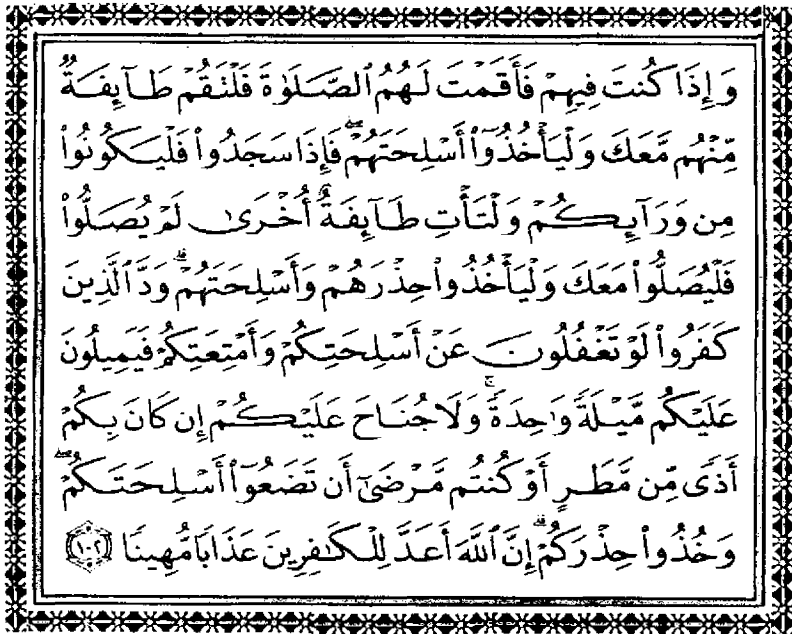 وَإِذَا كُنتَ فِيهِمْ فَأَقَمْتَ لَهُمُ ٱلصَّلَوٰةَ فَلْتَقُمْ طَآئِفَةٌ
مِّنْهُم مَّعَكَ وَلْيَأْخُذُوٓا۟ أَسْلِحَتَهُمْۖ فَإِذَا سَجَدُوا۟ فَلْيَكُونُوا۟
مِن وَرَآئِكُمْ وَلْتَأْتِ طَآئِفَةٌ أُخْرَىٰ لَمْ يُصَلُّوا۟
فَلْيُصَلُّوا۟ مَعَكَ وَلْيَأْخُذُوا۟ حِذْرَهُمْ وَأَسْلِحَتَهُمْۗ وَدَّ ٱلَّذِينَ
كَفَرُوا۟ لَوْ تَغْفُلُونَ عَنْ أَسْلِحَتِكُمْ وَأَمْتِعَتِكُمْ فَيَمِيلُونَ
عَلَيْكُم مَّيْلَةً وَٰحِدَةًۚ وَلَا جُنَاحَ عَلَيْكُمْ إِن كَانَ بِكُمْ
أَذًى مِّن مَّطَرٍ أَوْ كُنتُم مَّرْضَىٰٓ أَن تَضَعُوٓا۟ أَسْلِحَتَكُمْۖ
وَخُذُوا۟ حِذْرَكُمْۗ إِنَّ ٱللَّهَ أَعَدَّ لِلْكَٰفِرِينَ عَذَابًا مُّهِينًا ١٠٢